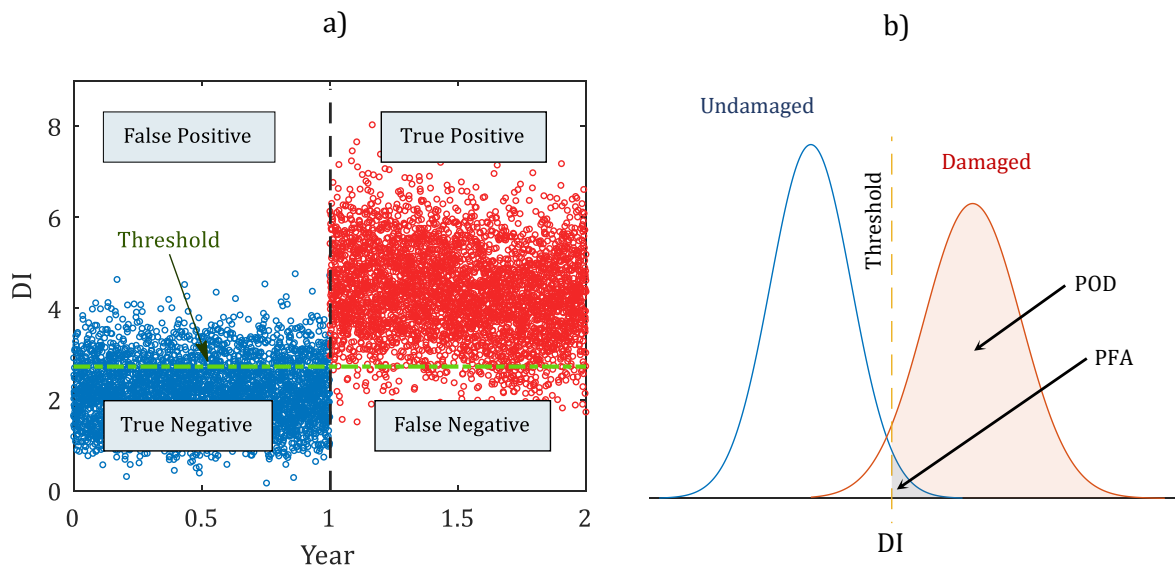 a)
False Positive
True Positive
Threshold
True Negative
False Negative
DI
8
6
4
2
0
0
0.5
1
1.5
2
Year
b)
Undamaged
Damaged
Threshold
POD
PFA
DI